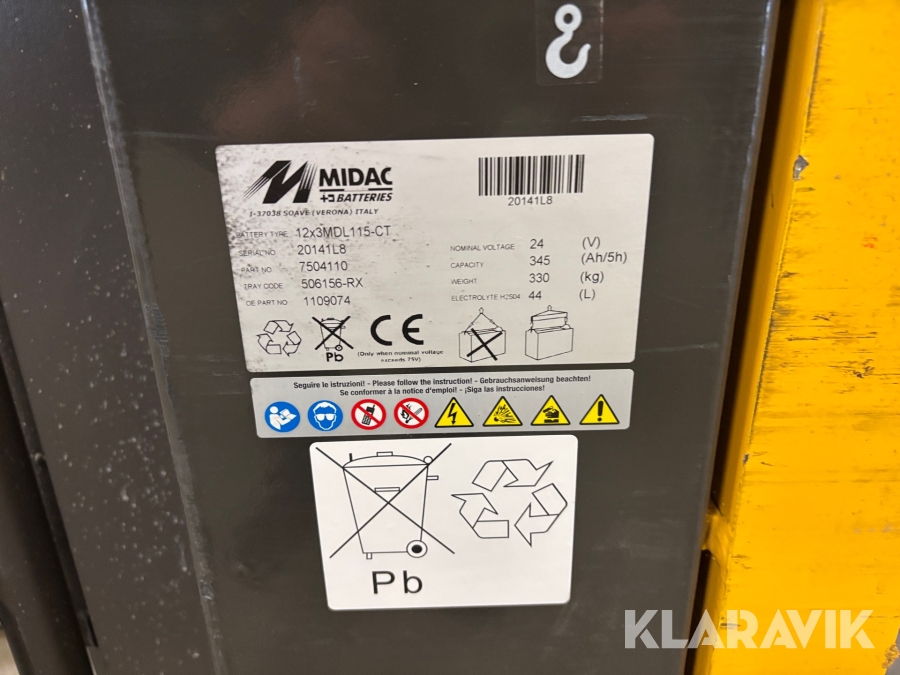 MIDAC
BATTERIES
I-37038 SOAVE (VERONA) ITALY
20141L8
BATTERY TYPE 12x3MDL115-CT
SERIAL NO 20141L8
PART NO 7504110
TRAY CODE 506156-RX
OE PART NO 1109074
NOMINAL VOLTAGE 24 (V)
CAPACITY 345 (Ah/5h)
WEIGHT 330 (kg)
ELECTROLYTE H2S04 44 (L)
Pb
CE
(Only when nominal voltage
exceeds 75V)
Seguire le istruzioni! - Please follow the instruction! - Gebrauchsanweisung beachten!
Se conformer à la notice d'emploi! - ¡Siga las instrucciones!
Pb
KLARAVIK